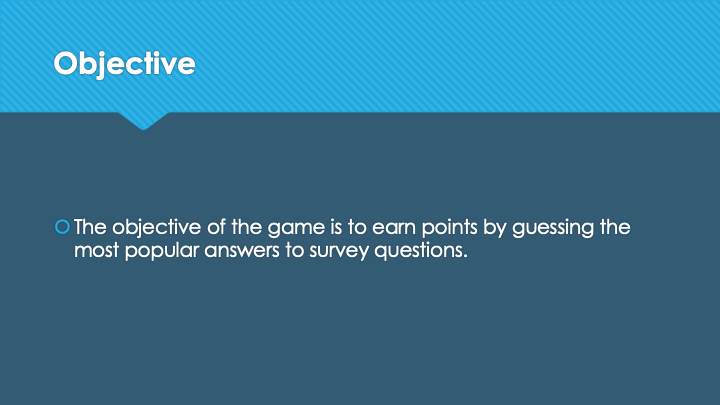 Objective
The objective of the game is to earn points by guessing the
most popular answers to survey questions.